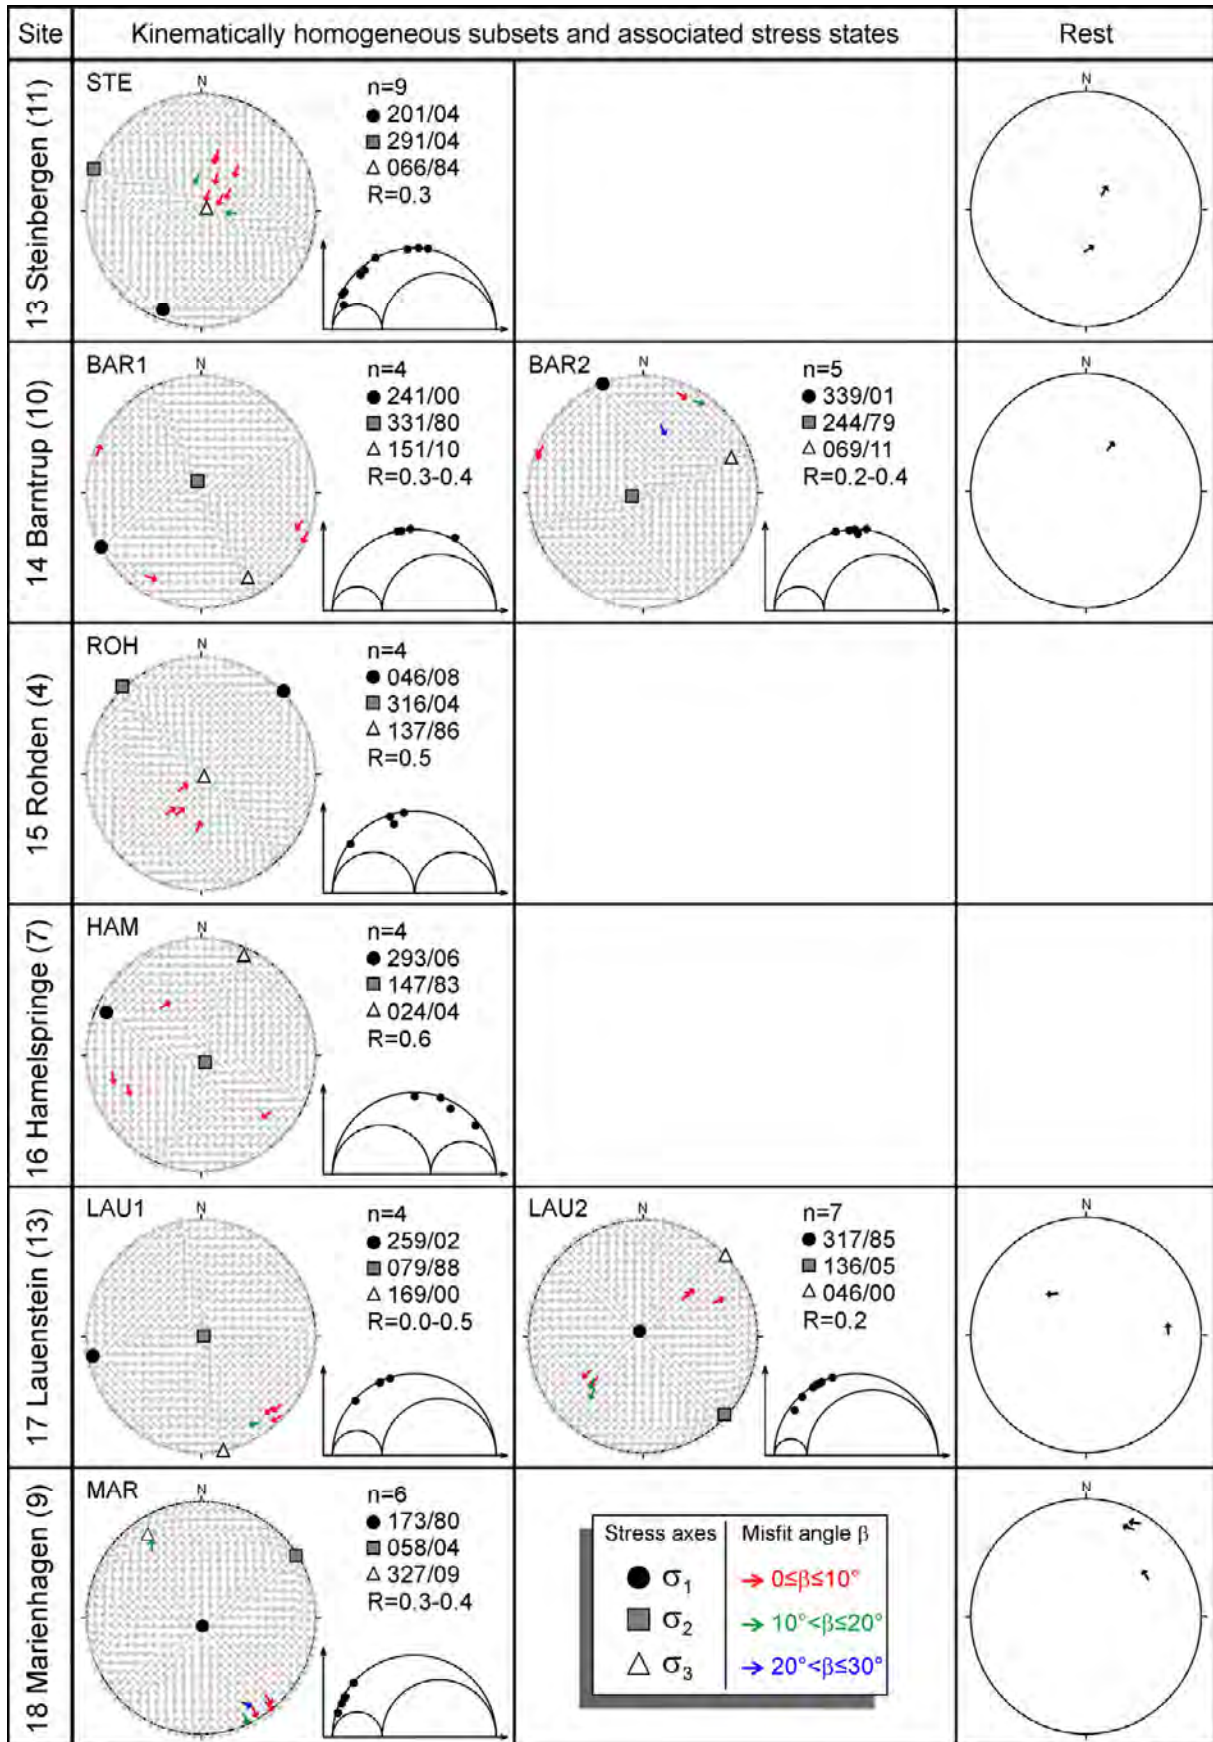 Site
Kinematically homogeneous subsets and associated stress states
Rest
13 Steinbergen (11)
STE
N
n=9
201/04
291/04
066/84
R=0.3
N
14 Bantrup (10)
BAR1
N
n=4
241/00
331/80
151/10
R=0.3-0.4
BAR2
N
n=5
339/01
244/79
069/11
R=0.2-0.4
N
15 Rohden (4)
ROH
N
n=4
046/08
316/04
137/86
R=0.5
16 Hamelspringe (7)
HAM
N
n=4
293/06
147/83
024/04
R=0.6
17 Lauenstein (13)
LAU1
N
n=4
259/02
079/88
169/00
R=0.0-0.5
LAU2
N
n=7
317/85
136/05
046/00
R=0.2
N
18 Marienhagen (9)
MAR
N
n=6
173/80
058/04
327/09
R=0.3-0.4
Stress axes
Misfit angle β
σ1
0≤β≤10°
σ2
10°<β≤20°
σ3
20°<β≤30°
N